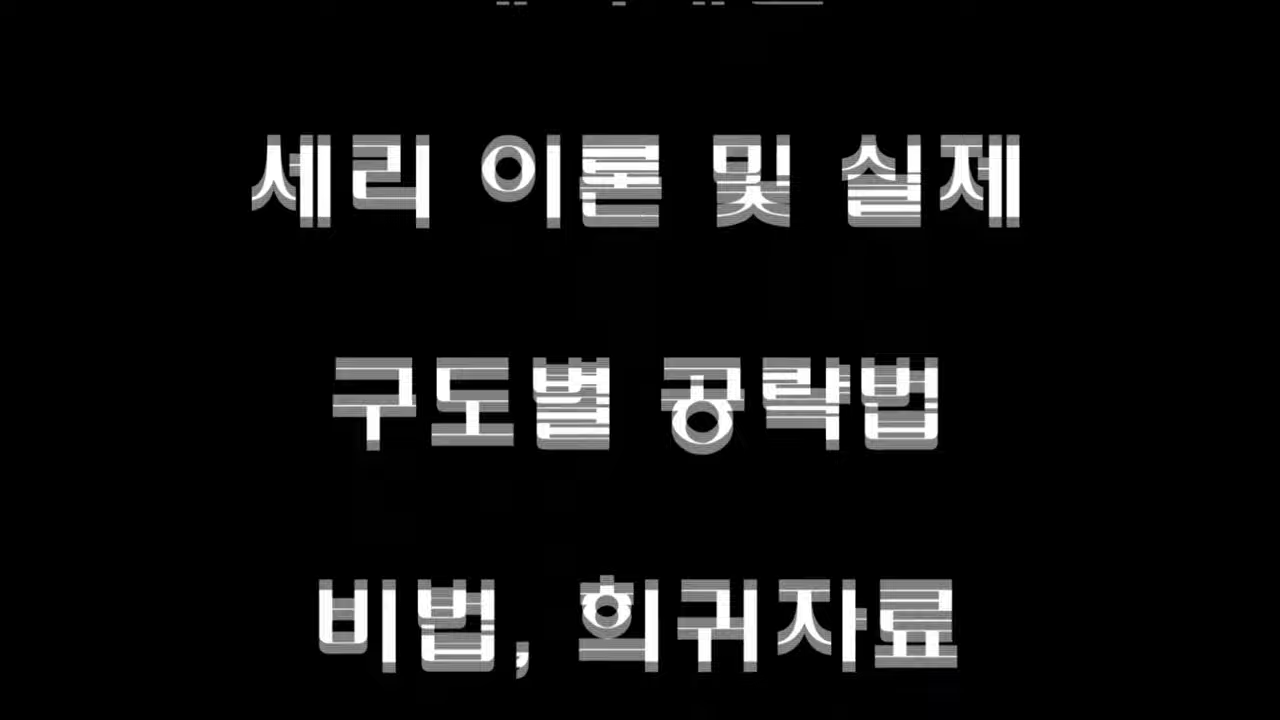 세리 이론 및 실제
구도별 공략법
비법, 희귀자료